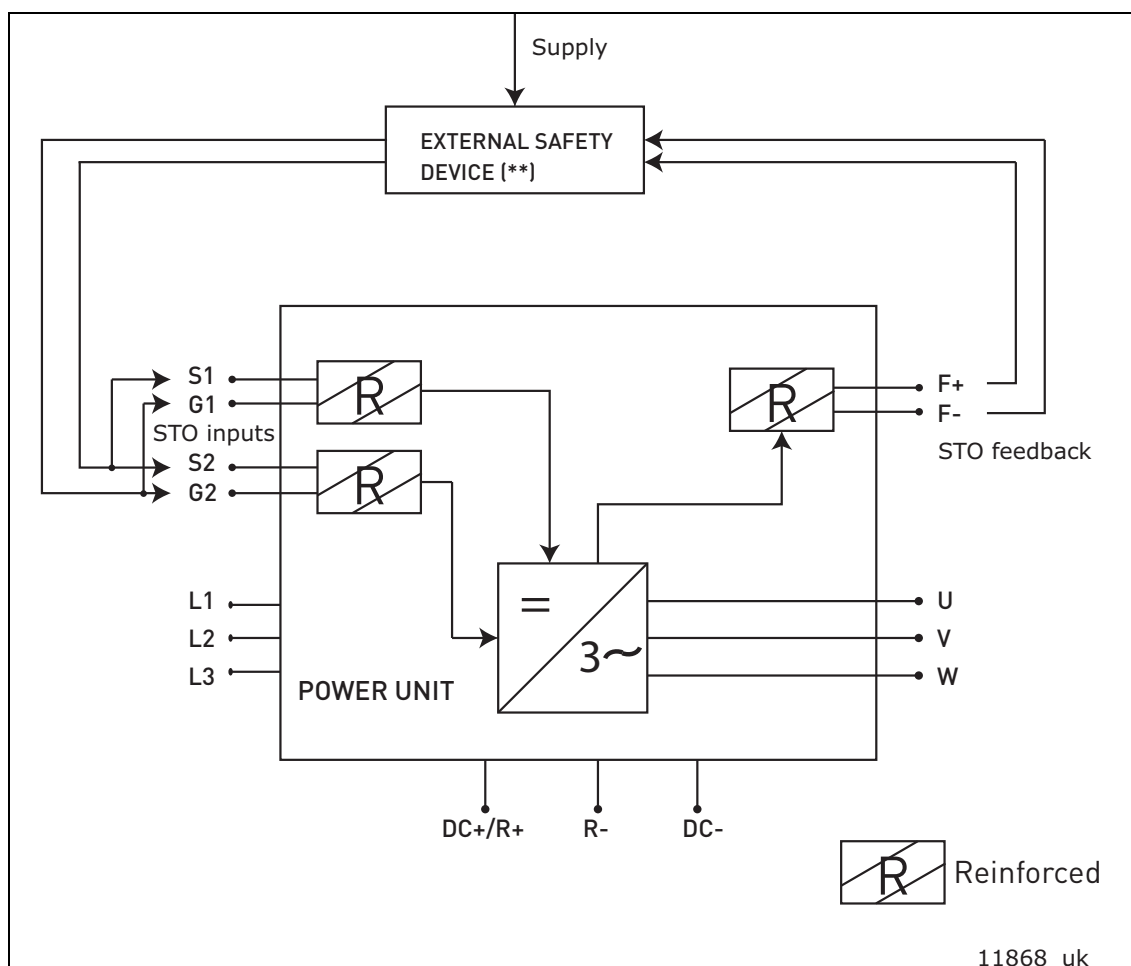 Supply
EXTERNAL SAFETY
DEVICE (**)
S1
G1
STO inputs
S2
G2
R
R
R
F+
F-
STO feedback
L1
L2
L3
=
3~
POWER UNIT
U
V
W
DC+/R+
R-
DC-
R
Reinforced
11868_uk